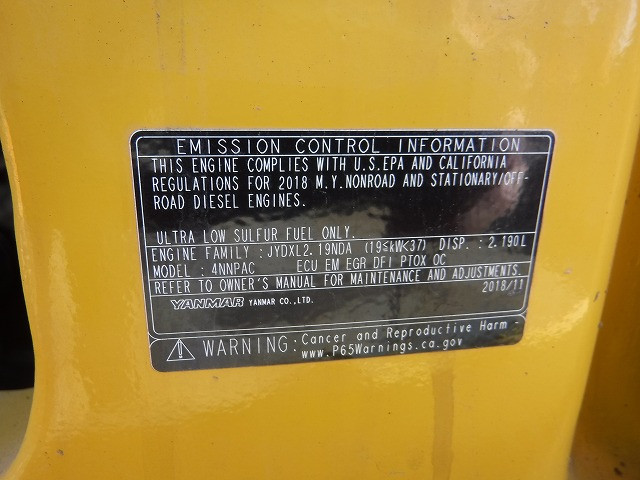 EMISSION CONTROL INFORMATION
THIS ENGINE COMPLIES WITH U.S.EPA AND CALIFORNIA
REGULATIONS FOR 2018 M.Y.NONROAD AND STATIONARY/OFF-
ROAD DIESEL ENGINES.
ULTRA LOW SULFUR FUEL ONLY.
ENGINE FAMILY : JYDXL2.19NDA (19≤kW<37) DISP. : 2.190L
MODEL : 4NNPAC ECU EM EGR DFI PTOX OC
REFER TO OWNER'S MANUAL FOR MAINTENANCE AND ADJUSTMENTS.
2018/11
YANMAR YANMAR CO.,LTD.
WARNING: Cancer and Reproductive Harm -
www.P65Warnings.ca.gov